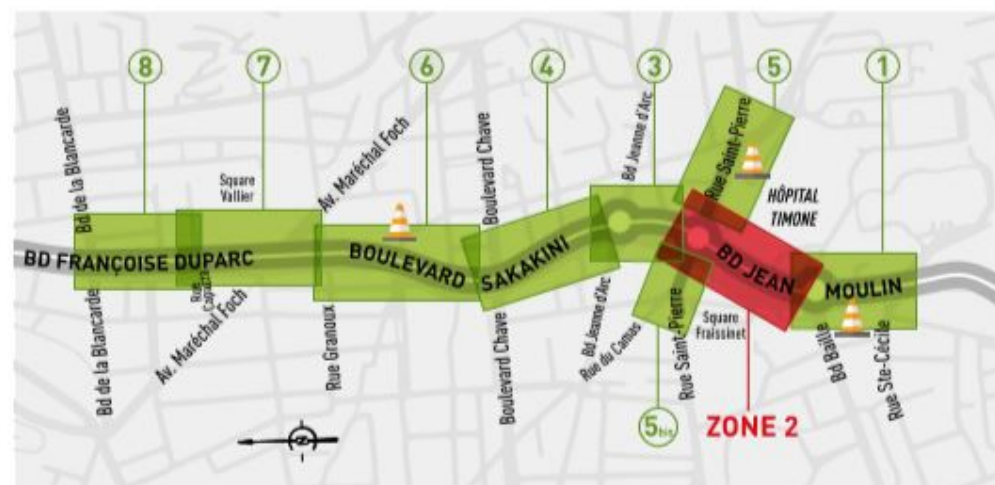 8
7
6
4
3
5
1
Bd de la Blancarde
Square
Vallier
Av. Maréchal Foch
Boulevard Chave
Bd Jeanne d'Arc
Rue Saint-Pierre
HÔPITAL
TIMONE
BD FRANÇOISE DUPARC
BOULEVARD SAKAKINI
BD JEAN MOULIN
Bd de la Blancarde
Av. Maréchal Foch
Rue Granoux
Boulevard Chave
Bd Jeanne d'Arc
Rue du Camas
Rue Saint-Pierre
Square
Fraissinet
Bd Baille
Rue Ste-Cécile
5bis
ZONE 2
N